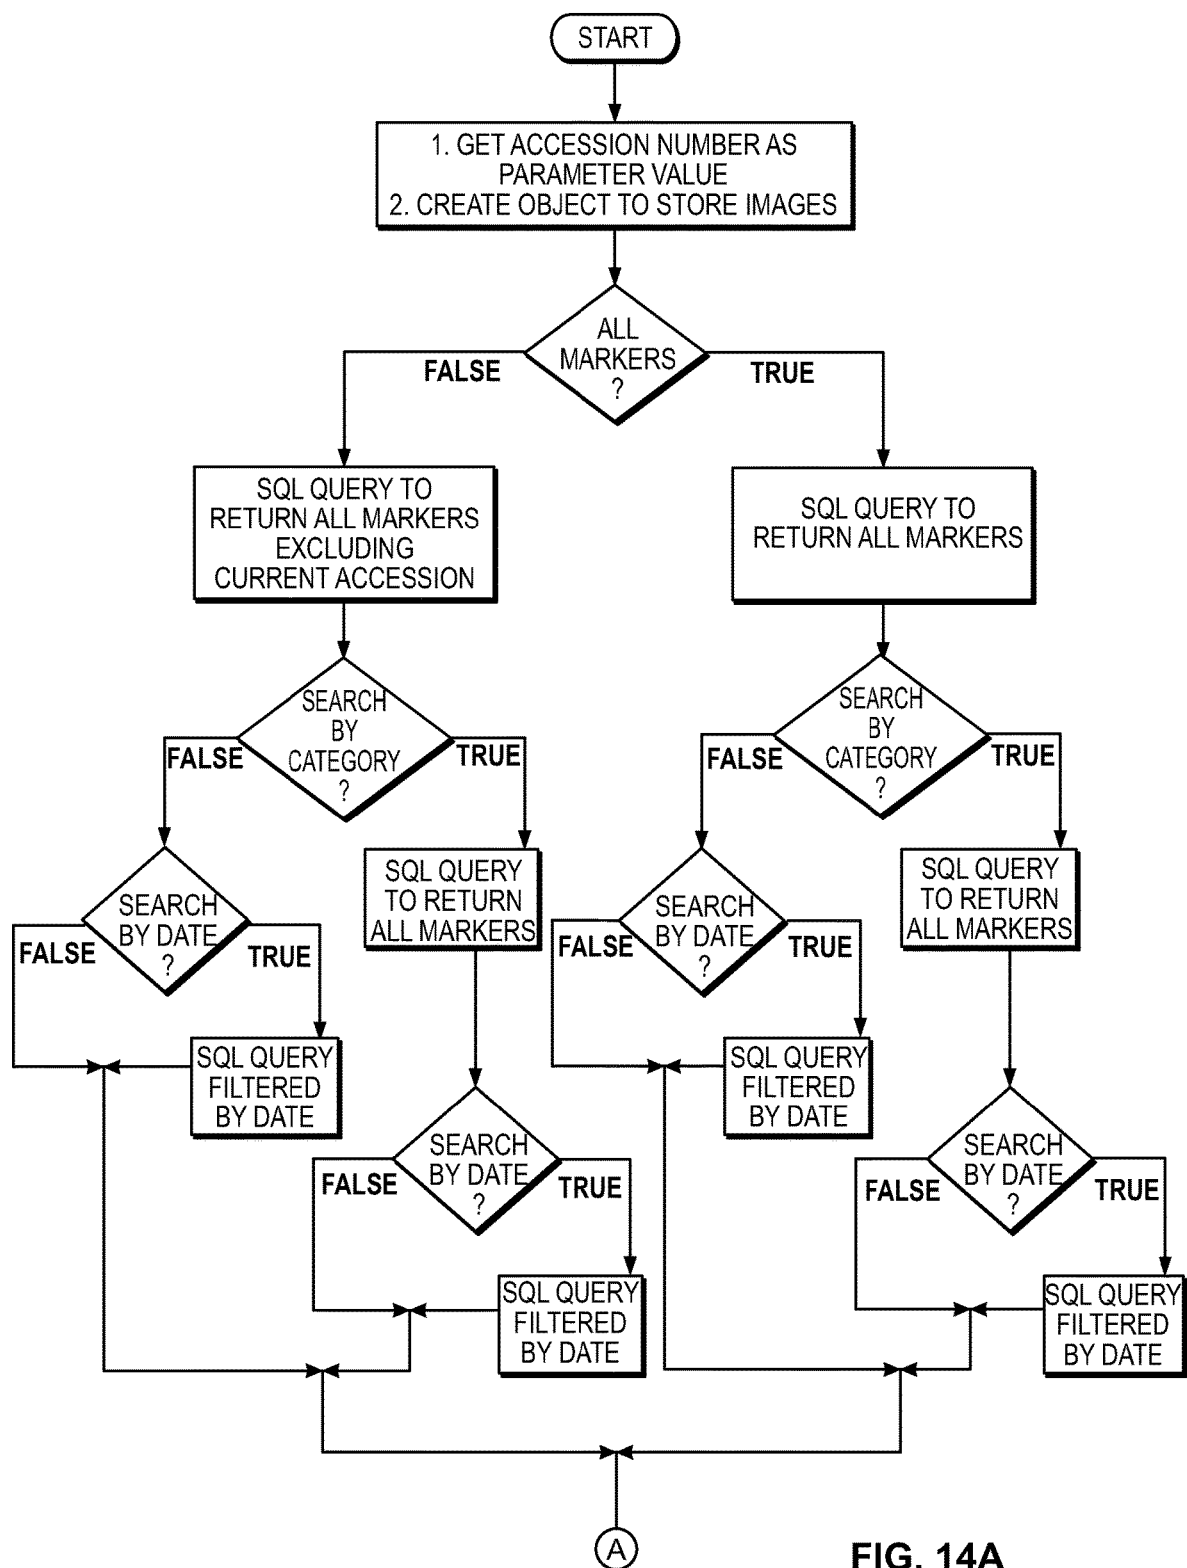 START
1. GET ACCESSION NUMBER AS
PARAMETER VALUE
2. CREATE OBJECT TO STORE IMAGES
ALL
MARKERS
?
FALSE
TRUE
SQL QUERY TO
RETURN ALL MARKERS
EXCLUDING
CURRENT ACCESSION
SQL QUERY TO
RETURN ALL MARKERS
SEARCH
BY
CATEGORY
?
FALSE
TRUE
SEARCH
BY
CATEGORY
?
FALSE
TRUE
SEARCH
BY DATE
?
FALSE
TRUE
SQL QUERY
TO RETURN
ALL MARKERS
SEARCH
BY DATE
?
FALSE
TRUE
SQL QUERY
TO RETURN
ALL MARKERS
SQL QUERY
FILTERED
BY DATE
SQL QUERY
FILTERED
BY DATE
SEARCH
BY DATE
?
FALSE
TRUE
SEARCH
BY DATE
?
FALSE
TRUE
SQL QUERY
FILTERED
BY DATE
SQL QUERY
FILTERED
BY DATE
A
FIG. 14A